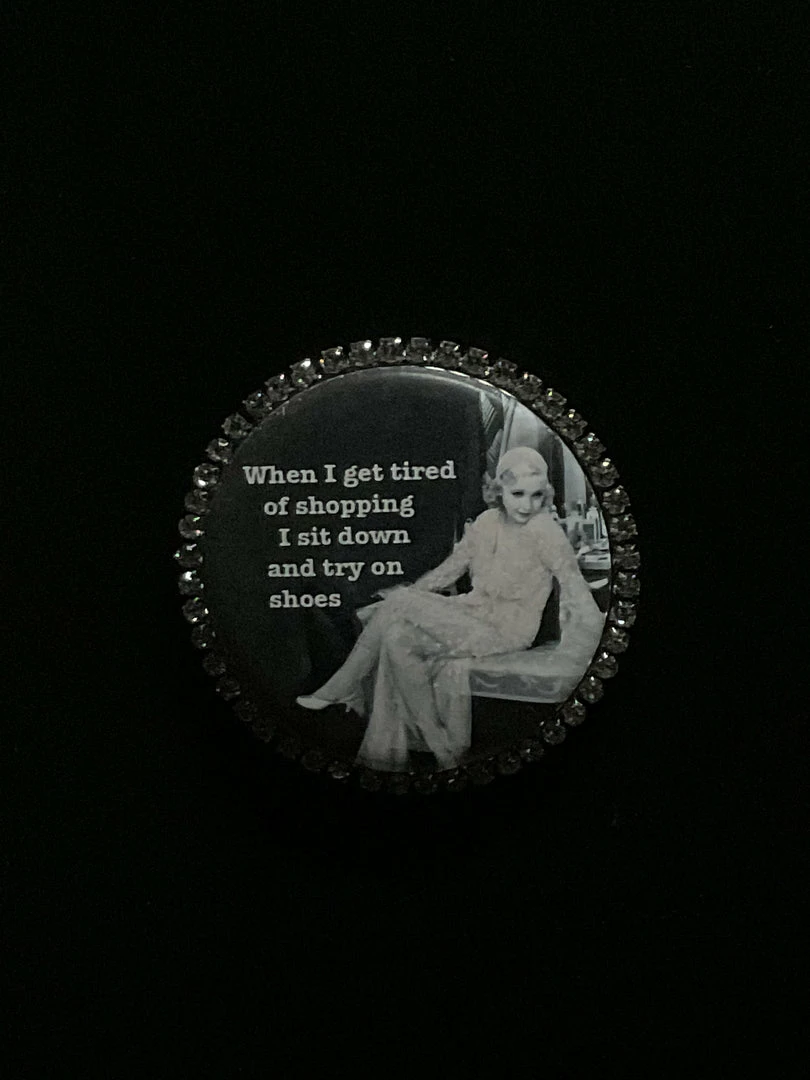 When I get tired
of shopping
I sit down
and try on
shoes